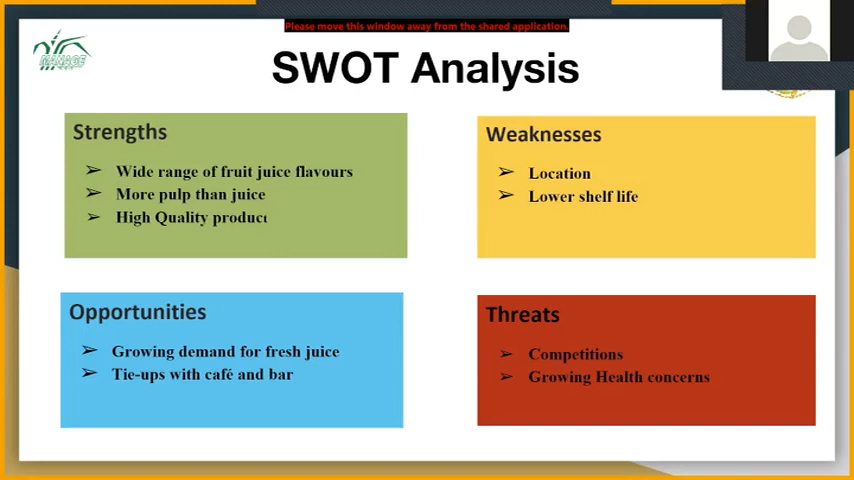 Please move this window away from the shared application.
MANAGE
SWOT Analysis
Strengths
➢ Wide range of fruit juice flavours
➢ More pulp than juice
➢ High Quality product
Weaknesses
➢ Location
➢ Lower shelf life
Opportunities
➢ Growing demand for fresh juice
➢ Tie-ups with café and bar
Threats
➢ Competitions
➢ Growing Health concerns